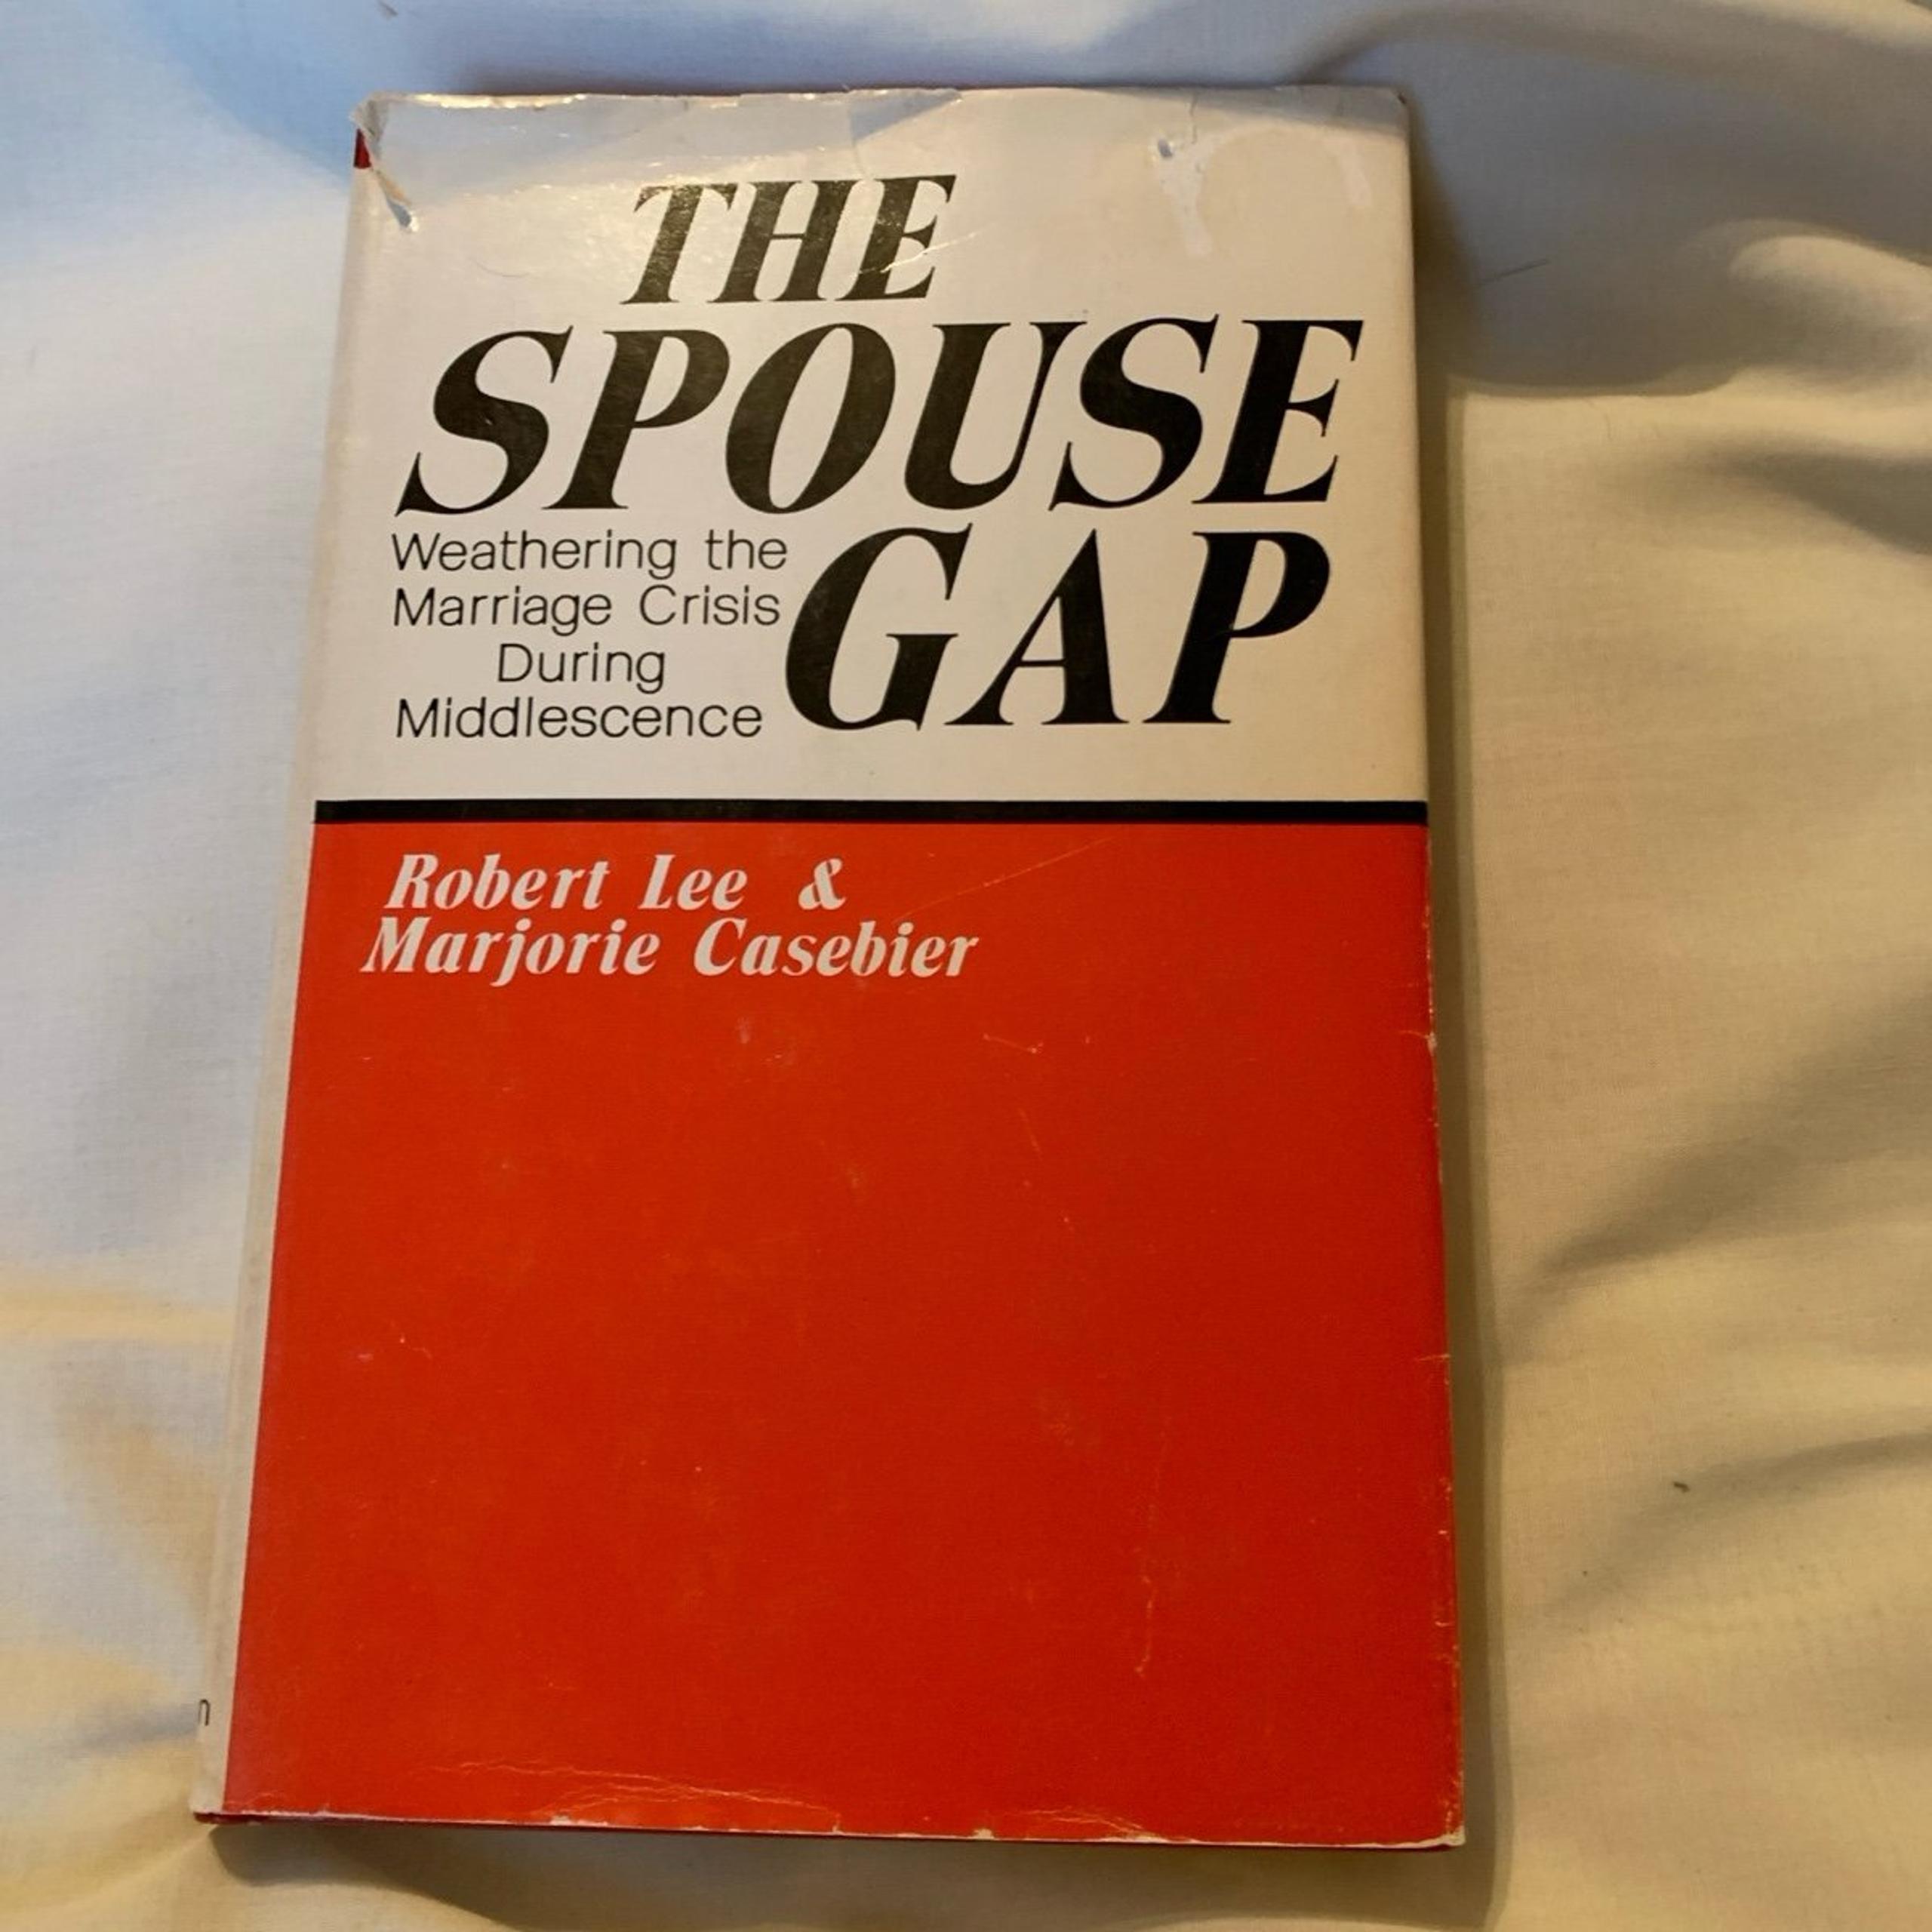 THE
SPOUSE
GAP
Weathering the
Marriage Crisis
During
Middlescence
Robert Lee &
Marjorie Casebier
n